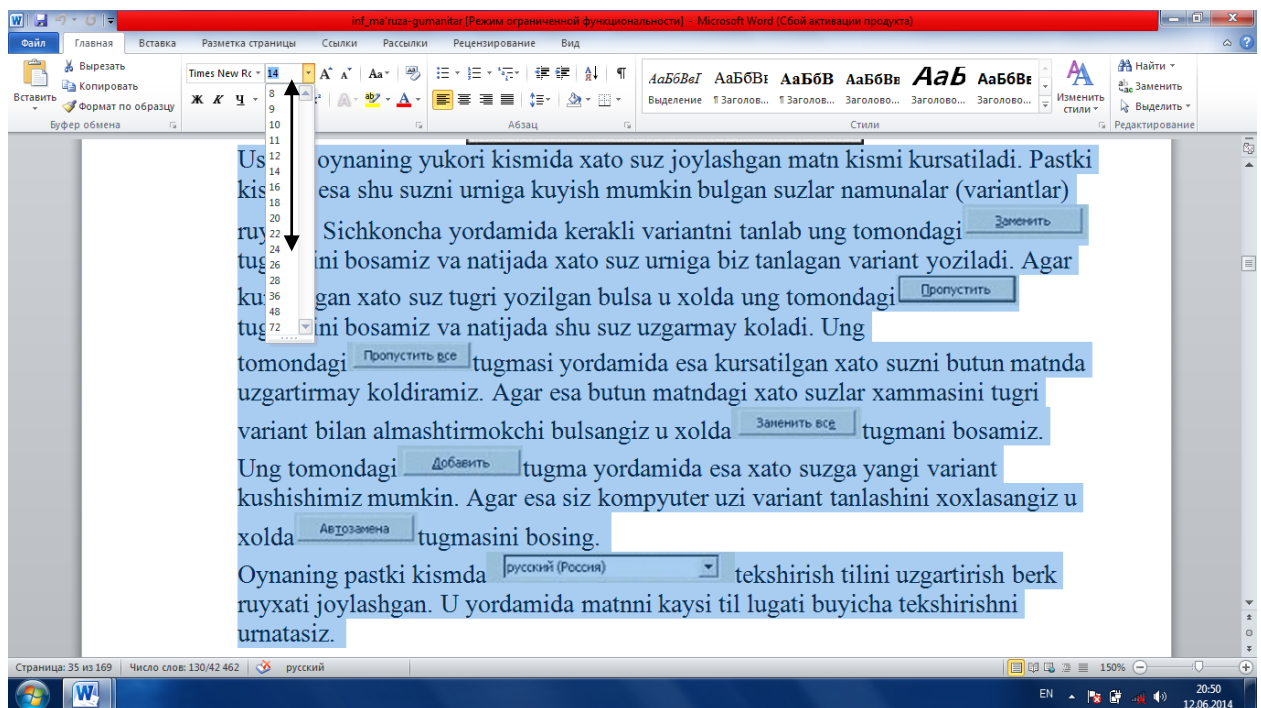 inf_ma'ruza-gumanitar [Режим ограниченной функциональности] - Microsoft Word (Сбой активации продукта)
Файл Главная Вставка Разметка страницы Ссылки Рассылки Рецензирование Вид
Вставить
Вырезать
Копировать
Формат по образцу
Буфер обмена
Times New Rc 14
Ж К Ч
8
9
10
11
12
14
16
18
20
22
24
26
28
36
48
72
Абзац
АаБбВвГ АаБбВв АаБбВ АаБбВв АаБ АаБбВв
Выделение ¶ Заголов... ¶ Заголов... Заголово... Заголово... Заголово...
Изменить стили
Стили
Найти
Заменить
Выделить
Редактирование
Us oynaning yukori kismida xato suz joylashgan matn kismi kursatiladi. Pastki
kis esa shu suzni urniga kuyish mumkin bulgan suzlar namunalar (variantlar)
ruy Sichkoncha yordamida kerakli variantni tanlab ung tomondagi Заменить
tug ini bosamiz va natijada xato suz urniga biz tanlagan variant yoziladi. Agar
ku gan xato suz tugri yozilgan bulsa u xolda ung tomondagi Пропустить
tug ini bosamiz va natijada shu suz uzgarmay koladi. Ung
tomondagi Пропустить все tugmasi yordamida esa kursatilgan xato suzni butun matnda
uzgartirmay koldiramiz. Agar esa butun matndagi xato suzlar xammasini tugri
variant bilan almashtirmokchi bulsangiz u xolda Заменить все tugmani bosamiz.
Ung tomondagi Добавить tugma yordamida esa xato suzga yangi variant
kushishimiz mumkin. Agar esa siz kompyuter uzi variant tanlashini xoxlasangiz u
xolda Автозамена tugmasini bosing.
Oynaning pastki kismda русский (Россия) tekshirish tilini uzgartirish berk
ruyxati joylashgan. U yordamida matnni kaysi til lugati buyicha tekshirishni
urnatasiz.
Страница: 35 из 169 Число слов: 130/42 462 русский 150%
EN 20:50
12.06.2014